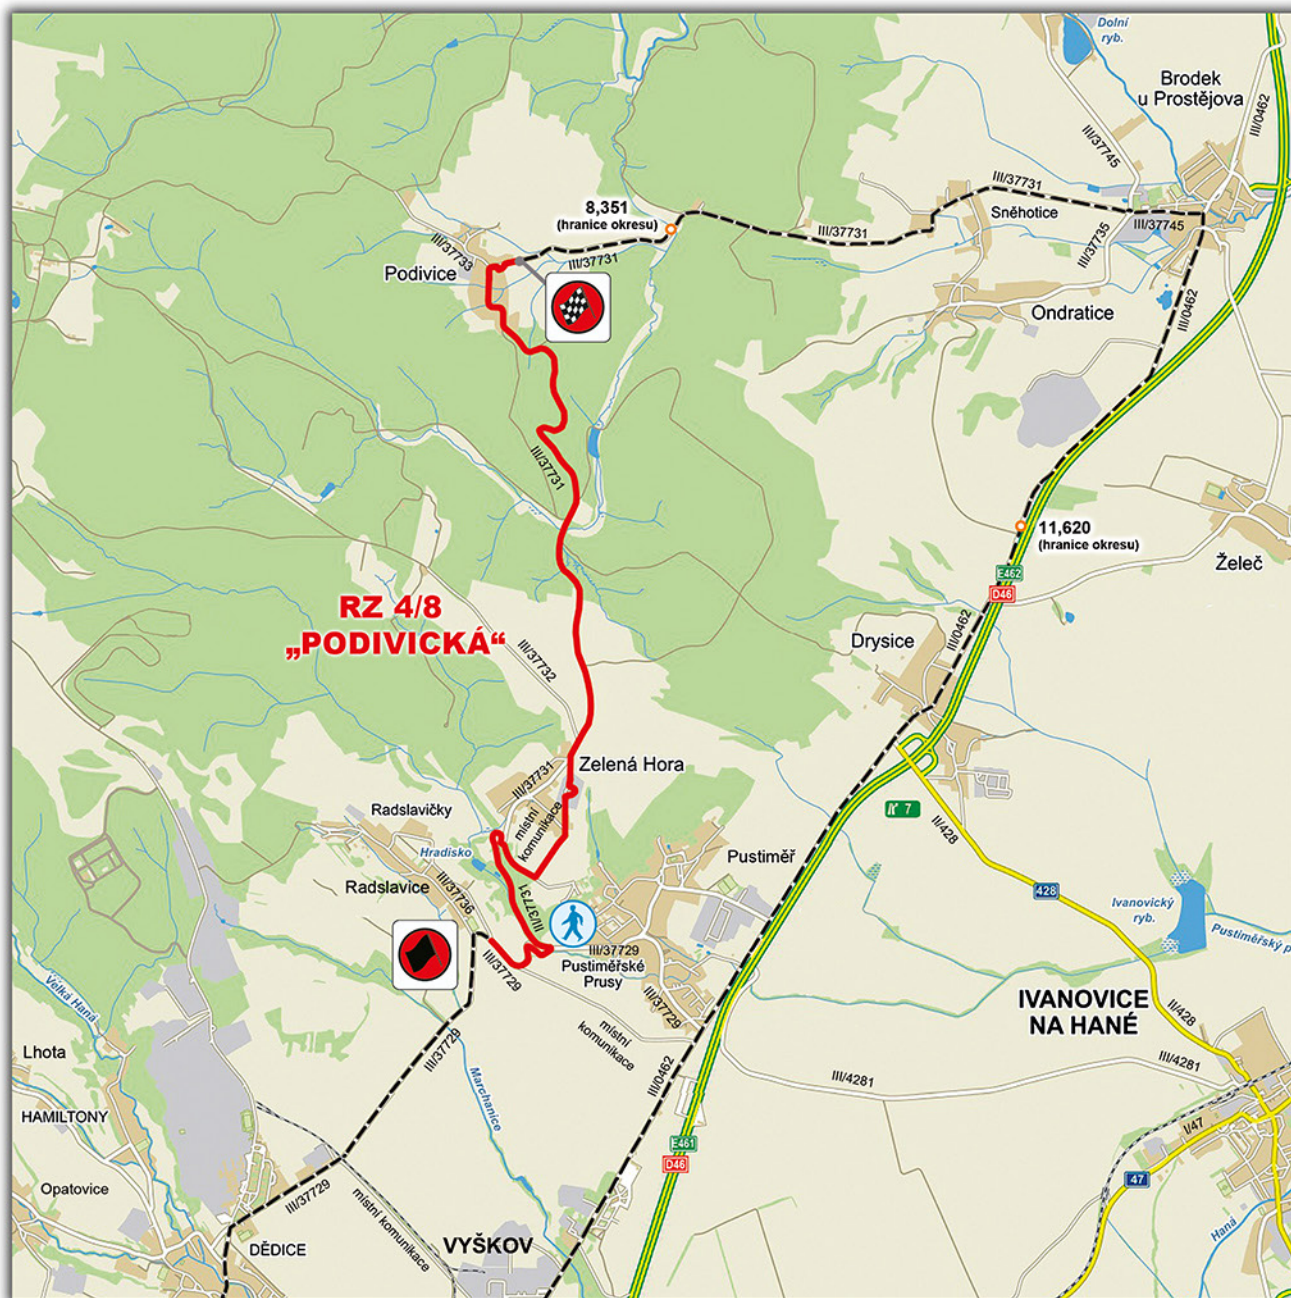 Dolní
ryb.
Brodek
u Prostějova
III/0462
III/37745
III/37731
Sněhotice
8,351
(hranice okresu)
III/37731
III/37745
III/37735
III/37733
III/37731
Podivice
Ondratice
III/0462
III/37731
11,620
(hranice okresu)
Želeč
E462
D46
RZ 4/8
„PODIVICKÁ“
Drysice
III/0462
III/37732
Zelená Hora
III/37731
Radslavičky
místní
komunikace
7
II/428
Hradisko
Pustiměř
Radslavice
III/37736
III/37731
428
Ivanovický
ryb.
Pustiměřský p
III/37729
III/37729
Pustiměřské
Prusy
III/37729
Velká Haná
IVANOVICE
NA HANÉ
II/428
místní
komunikace
III/37729
Lhota
III/0462
III/4281
III/4281
Marchanice
HAMILTONY
I/47
E461
D46
47
Opatovice
III/37729
místní komunikace
Haná
DĚDICE
VYŠKOV